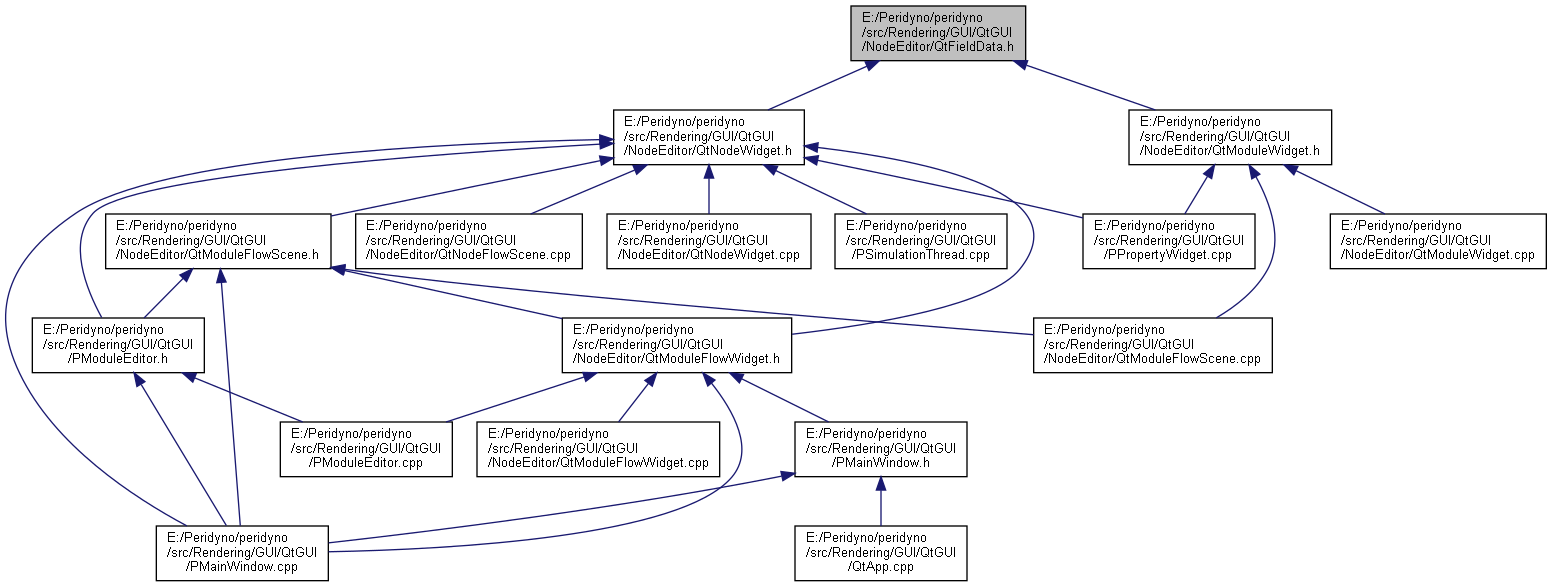 E:/Peridyno/peridyno
/src/Rendering/GUI/QtGUI
/NodeEditor/QtFieldData.h
E:/Peridyno/peridyno
/src/Rendering/GUI/QtGUI
/NodeEditor/QtNodeWidget.h
E:/Peridyno/peridyno
/src/Rendering/GUI/QtGUI
/NodeEditor/QtModuleWidget.h
E:/Peridyno/peridyno
/src/Rendering/GUI/QtGUI
/NodeEditor/QtModuleFlowScene.h
E:/Peridyno/peridyno
/src/Rendering/GUI/QtGUI
/NodeEditor/QtNodeFlowScene.cpp
E:/Peridyno/peridyno
/src/Rendering/GUI/QtGUI
/NodeEditor/QtNodeWidget.cpp
E:/Peridyno/peridyno
/src/Rendering/GUI/QtGUI
/PSimulationThread.cpp
E:/Peridyno/peridyno
/src/Rendering/GUI/QtGUI
/PPropertyWidget.cpp
E:/Peridyno/peridyno
/src/Rendering/GUI/QtGUI
/NodeEditor/QtModuleWidget.cpp
E:/Peridyno/peridyno
/src/Rendering/GUI/QtGUI
/PModuleEditor.h
E:/Peridyno/peridyno
/src/Rendering/GUI/QtGUI
/NodeEditor/QtModuleFlowWidget.h
E:/Peridyno/peridyno
/src/Rendering/GUI/QtGUI
/NodeEditor/QtModuleFlowScene.cpp
E:/Peridyno/peridyno
/src/Rendering/GUI/QtGUI
/PModuleEditor.cpp
E:/Peridyno/peridyno
/src/Rendering/GUI/QtGUI
/NodeEditor/QtModuleFlowWidget.cpp
E:/Peridyno/peridyno
/src/Rendering/GUI/QtGUI
/PMainWindow.h
E:/Peridyno/peridyno
/src/Rendering/GUI/QtGUI
/PMainWindow.cpp
E:/Peridyno/peridyno
/src/Rendering/GUI/QtGUI
/QtApp.cpp